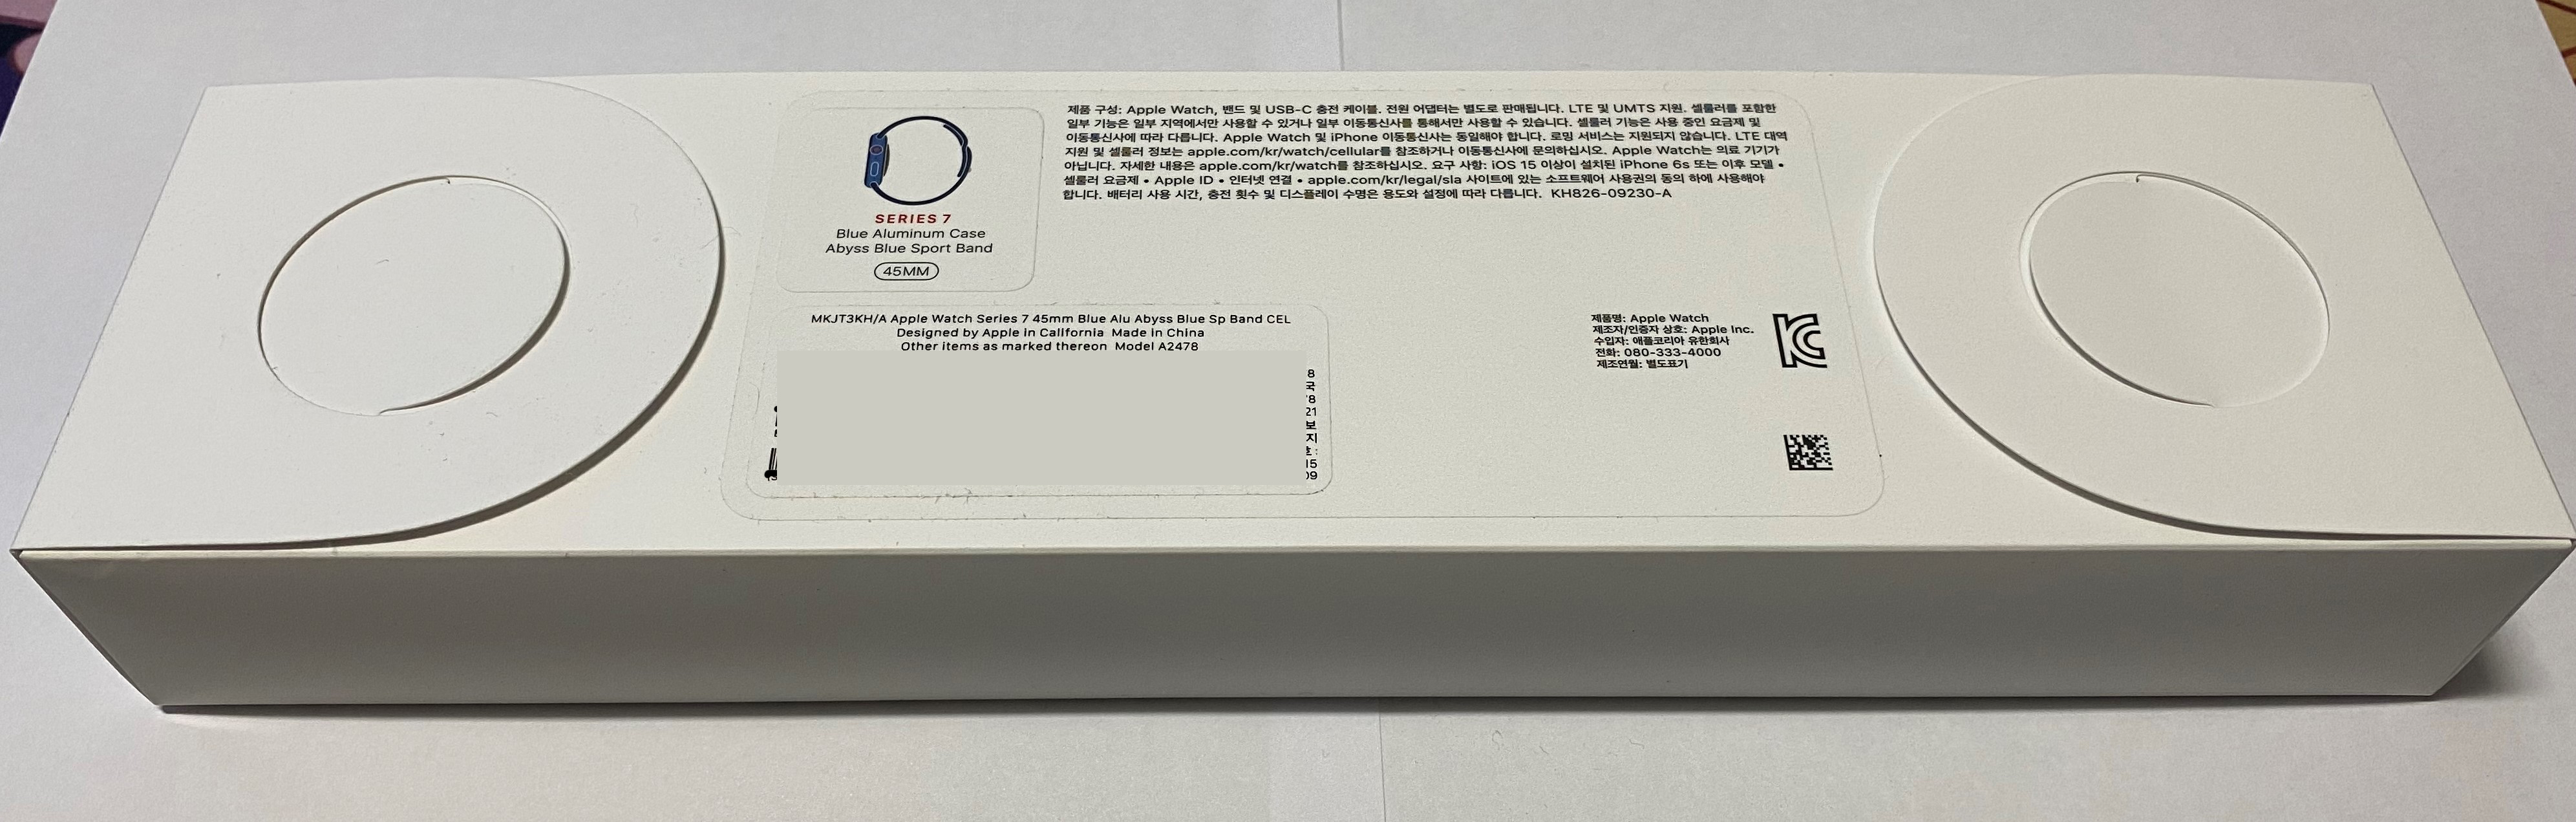 SERIES 7
Blue Aluminum Case
Abyss Blue Sport Band
45MM
제품 구성: Apple Watch, 밴드 및 USB-C 충전 케이블. 전원 어댑터는 별도로 판매됩니다. LTE 및 UMTS 지원. 셀룰러를 포함한
일부 기능은 일부 지역에서만 사용할 수 있거나 일부 이동통신사를 통해서만 사용할 수 있습니다. 셀룰러 기능은 사용 중인 요금제 및
이동통신사에 따라 다릅니다. Apple Watch 및 iPhone 이동통신사는 동일해야 합니다. 로밍 서비스는 지원되지 않습니다. LTE 대역
지원 및 셀룰러 정보는 apple.com/kr/watch/cellular를 참조하거나 이동통신사에 문의하십시오. Apple Watch는 의료 기기가
아닙니다. 자세한 내용은 apple.com/kr/watch를 참조하십시오. 요구 사항: iOS 15 이상이 설치된 iPhone 6s 또는 이후 모델 •
셀룰러 요금제 • Apple ID • 인터넷 연결 • apple.com/kr/legal/sla 사이트에 있는 소프트웨어 사용권의 동의 하에 사용해야
합니다. 배터리 사용 시간, 충전 횟수 및 디스플레이 수명은 용도와 설정에 따라 다릅니다. KH826-09230-A
MKJT3KH/A Apple Watch Series 7 45mm Blue Alu Abyss Blue Sp Band CEL
Designed by Apple in California Made in China
Other items as marked thereon Model A2478
8
국
78
21
보
지
호:
15
09
제품명: Apple Watch
제조자/인증자 상호: Apple Inc.
수입자: 애플코리아 유한회사
전화: 080-333-4000
제조연월: 별도표기